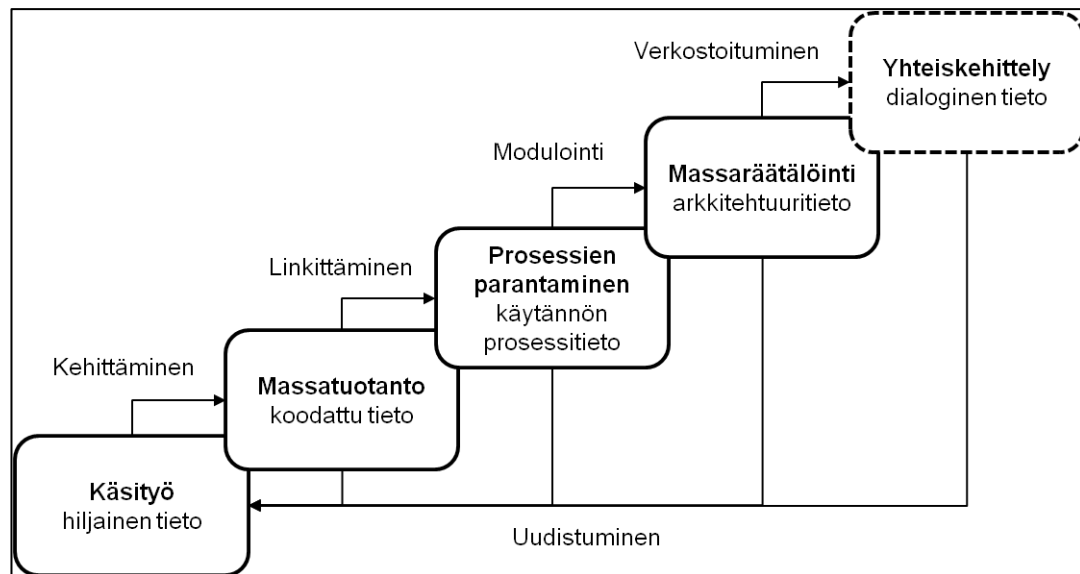 Verkostoituminen
Yhteiskehittely
dialoginen tieto
Modulointi
Massaräätälöinti
arkkitehtuuritieto
Linkittäminen
Prosessien
parantaminen
käytännön
prosessitieto
Kehittäminen
Massatuotanto
koodattu tieto
Käsityö
hiljainen tieto
Uudistuminen